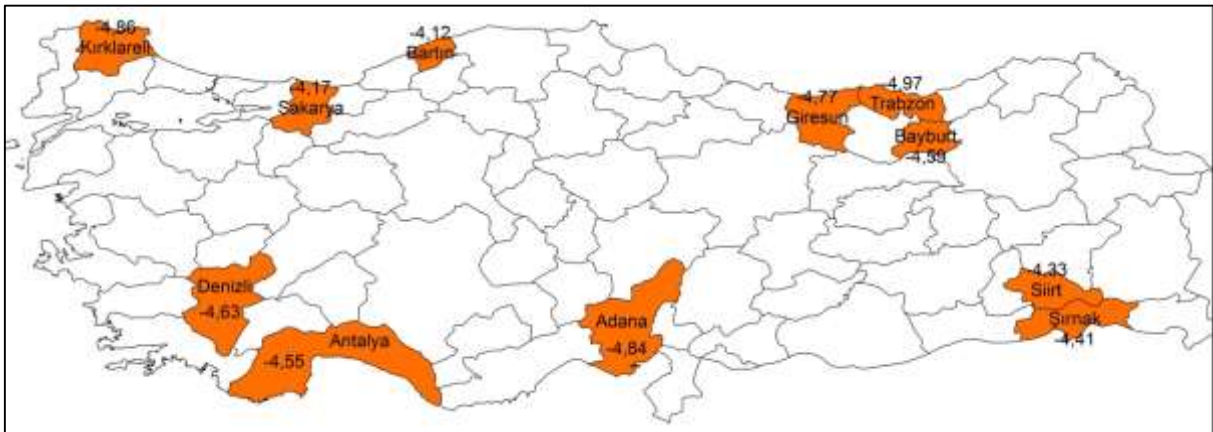 -4,86
Kırklareli
-4,12
Bartın
-4,17
Sakarya
-4,77
Giresun
-4,97
Trabzon
Bayburt
-4,59
Denizli
-4,63
Antalya
-4,55
Adana
-4,84
-4,33
Siirt
Şırnak
-4,41